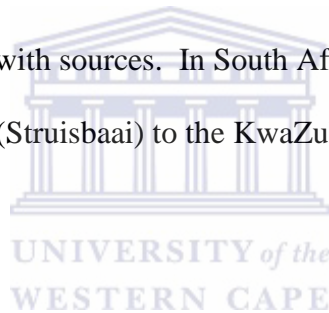 with sources. In South Af
(Struisbaai) to the KwaZu
UNIVERSITY of the
WESTERN CAPE